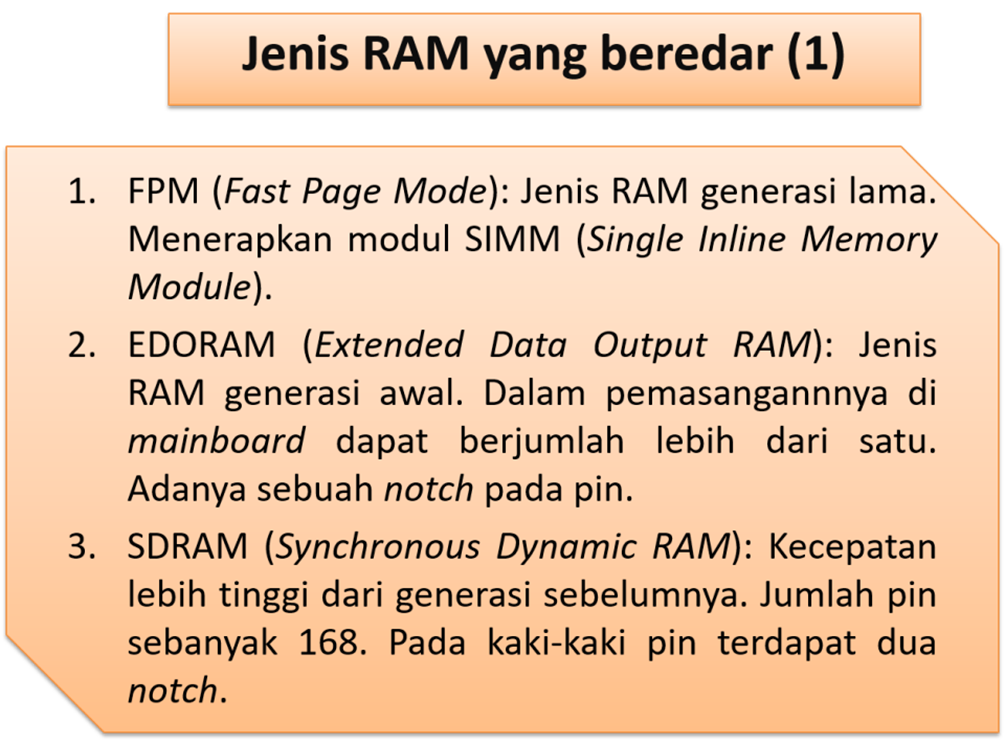 Jenis RAM yang beredar (1)
1. FPM (Fast Page Mode): Jenis RAM generasi lama.
Menerapkan modul SIMM (Single Inline Memory
Module).
2. EDORAM (Extended Data Output RAM): Jenis
RAM generasi awal. Dalam pemasangannnya di
mainboard dapat berjumlah lebih dari satu.
Adanya sebuah notch pada pin.
3. SDRAM (Synchronous Dynamic RAM): Kecepatan
lebih tinggi dari generasi sebelumnya. Jumlah pin
sebanyak 168. Pada kaki-kaki pin terdapat dua
notch.